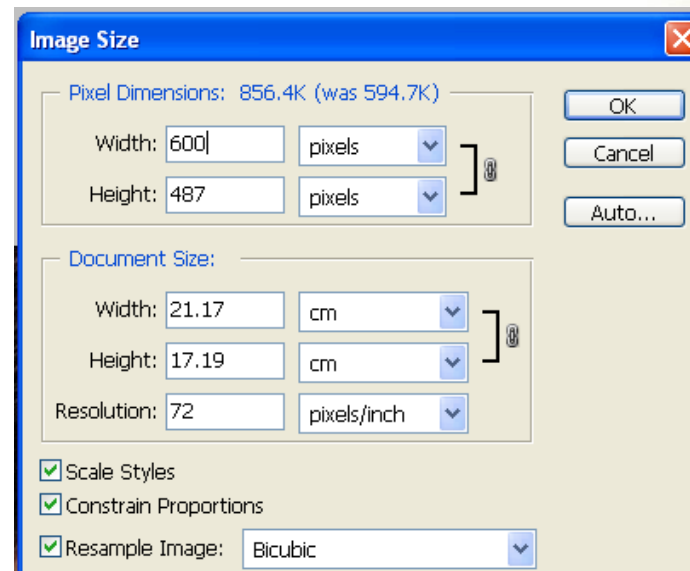 Image Size
Pixel Dimensions: 856.4K (was 594.7K)
OK
Width: 600 pixels
Cancel
Height: 487 pixels
Auto...
Document Size:
Width: 21.17 cm
Height: 17.19 cm
Resolution: 72 pixels/inch
Scale Styles
Constrain Proportions
Resample Image: Bicubic